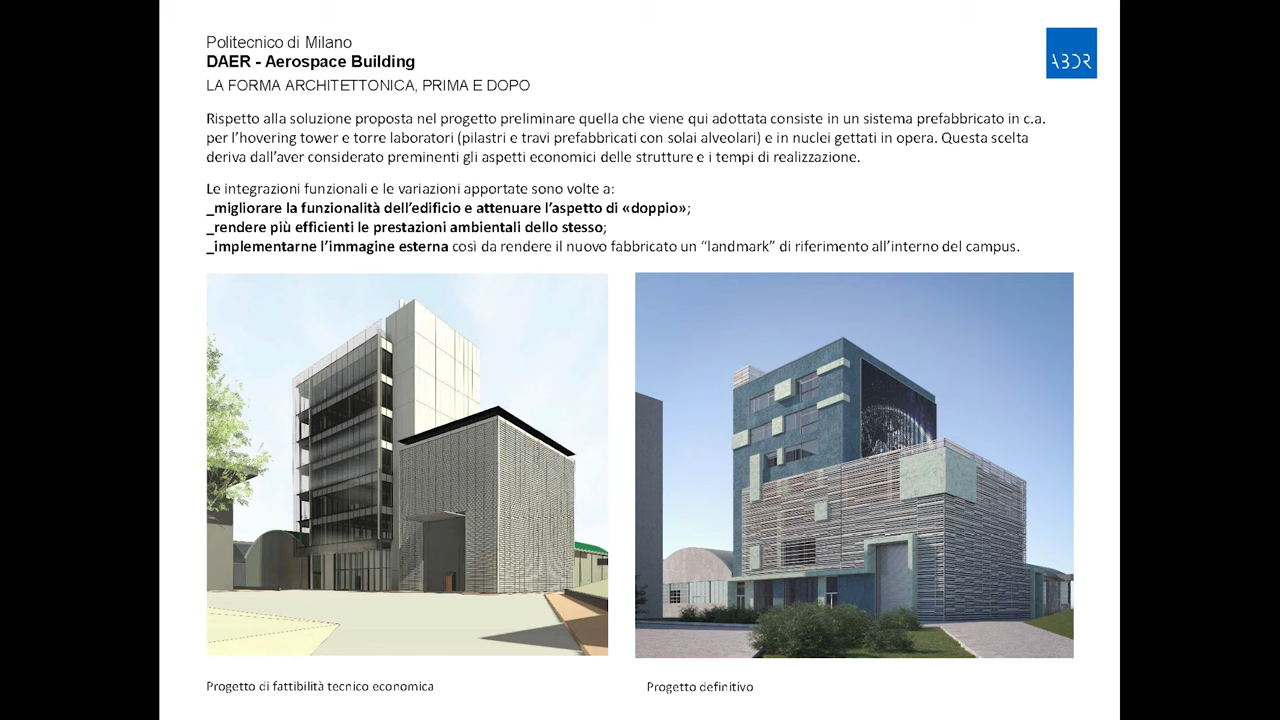 Politecnico di Milano
DAER - Aerospace Building
LA FORMA ARCHITETTONICA, PRIMA E DOPO
ABDR
Rispetto alla soluzione proposta nel progetto preliminare quella che viene qui adottata consiste in un sistema prefabbricato in c.a.
per l'hovering tower e torre laboratori (pilastri e travi prefabbricati con solai alveolari) e in nuclei gettati in opera. Questa scelta
deriva dall'aver considerato preminenti gli aspetti economici delle strutture e i tempi di realizzazione.
Le integrazioni funzionali e le variazioni apportate sono volte a:
_migliorare la funzionalità dell'edificio e attenuare l'aspetto di «doppio»;
_rendere più efficienti le prestazioni ambientali dello stesso;
_implementarne l'immagine esterna così da rendere il nuovo fabbricato un “landmark” di riferimento all'interno del campus.
Progetto di fattibilità tecnico economica
Progetto definitivo